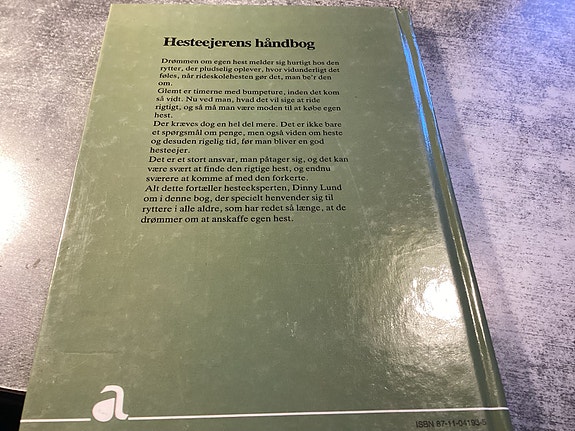 Hesteejerens håndbog
Drømmen om egen hest melder sig hurtigt hos den
rytter, der pludselig oplever, hvor vidunderligt det
føles, når rideskolehesten gør det, man be'r den
om.
Glemt er timerne med bumpeture, inden det kom
så vidt. Nu ved man, hvad det vil sige at ride
rigtigt, og så må man være moden til at købe egen
hest.
Der kræves dog en hel del mere. Det er ikke bare
et spørgsmål om penge, men også viden om heste
og desuden rigelig tid, før man bliver en god
hesteejer.
Det er et stort ansvar, man påtager sig, og det kan
være svært at finde den rigtige hest, og endnu
sværere at komme af med den forkerte.
Alt dette fortæller hesteeksperten, Dinny Lund
om i denne bog, der specielt henvender sig til
ryttere i alle aldre, som har redet så længe, at de
drømmer om at anskaffe egen hest.
a
ISBN 87-11-04193-5